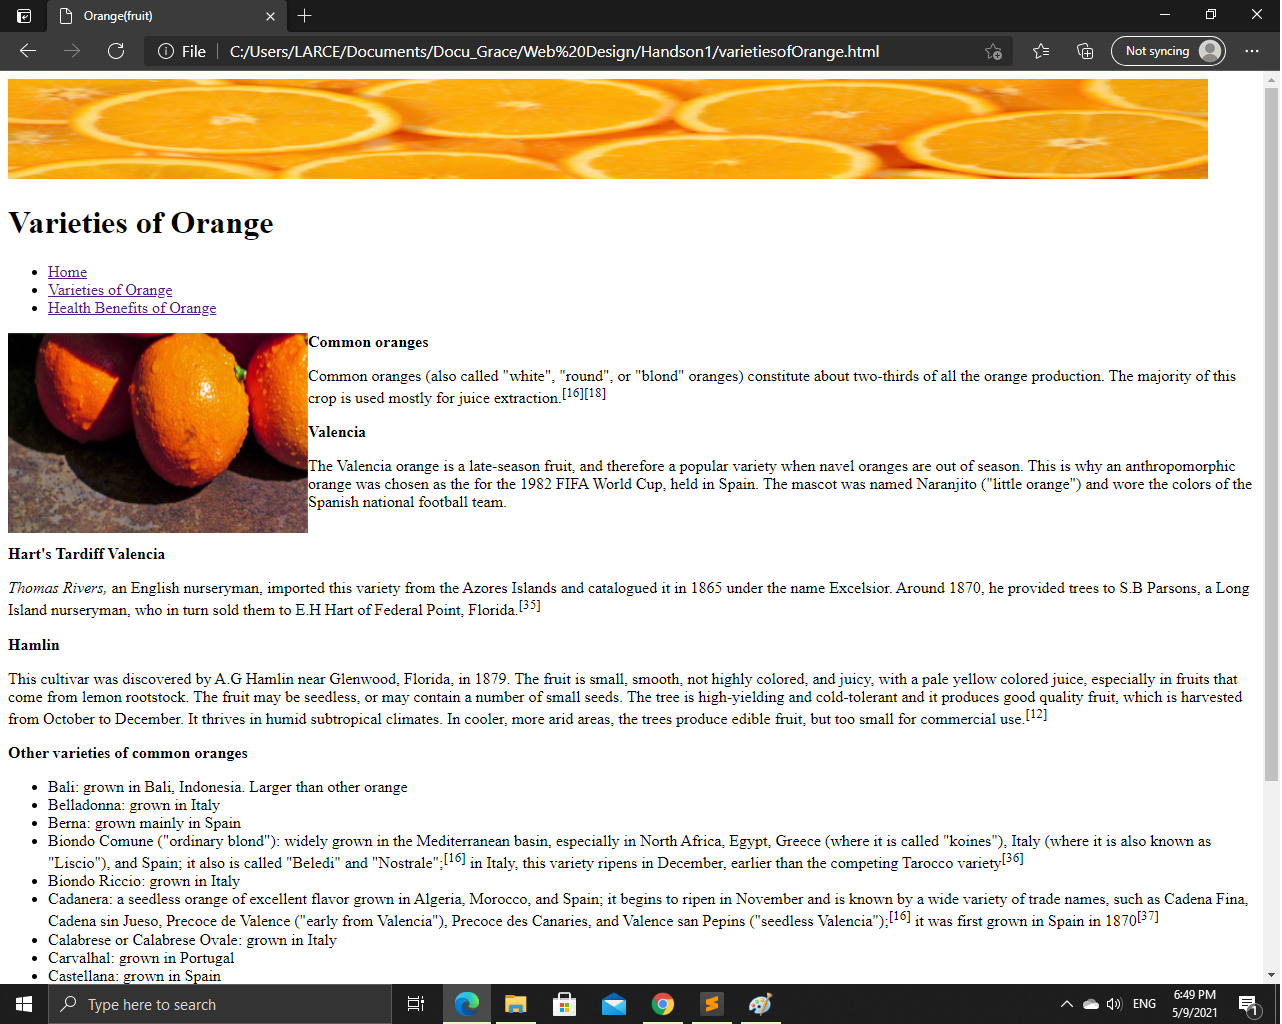 Orange(fruit)
File
C:/Users/LARCE/Documents/Docu_Grace/Web%20Design/Handson1/varietiesofOrange.html
Not syncing
Varieties of Orange
Home
Varieties of Orange
Health Benefits of Orange
Common oranges
Common oranges (also called "white", "round", or "blond" oranges) constitute about two-thirds of all the orange production. The majority of this
crop is used mostly for juice extraction.[16][18]
Valencia
The Valencia orange is a late-season fruit, and therefore a popular variety when navel oranges are out of season. This is why an anthropomorphic
orange was chosen as the for the 1982 FIFA World Cup, held in Spain. The mascot was named Naranjito ("little orange") and wore the colors of the
Spanish national football team.
Hart's Tardiff Valencia
Thomas Rivers, an English nurseryman, imported this variety from the Azores Islands and catalogued it in 1865 under the name Excelsior. Around 1870, he provided trees to S.B Parsons, a Long
Island nurseryman, who in turn sold them to E.H Hart of Federal Point, Florida.[35]
Hamlin
This cultivar was discovered by A.G Hamlin near Glenwood, Florida, in 1879. The fruit is small, smooth, not highly colored, and juicy, with a pale yellow colored juice, especially in fruits that
come from lemon rootstock. The fruit may be seedless, or may contain a number of small seeds. The tree is high-yielding and cold-tolerant and it produces good quality fruit, which is harvested
from October to December. It thrives in humid subtropical climates. In cooler, more arid areas, the trees produce edible fruit, but too small for commercial use.[12]
Other varieties of common oranges
Bali: grown in Bali, Indonesia. Larger than other orange
Belladonna: grown in Italy
Berna: grown mainly in Spain
Biondo Comune ("ordinary blond"): widely grown in the Mediterranean basin, especially in North Africa, Egypt, Greece (where it is called "koines"), Italy (where it is also known as
"Liscio"), and Spain; it also is called "Beledi" and "Nostrale";[16] in Italy, this variety ripens in December, earlier than the competing Tarocco variety[36]
Biondo Riccio: grown in Italy
Cadanera: a seedless orange of excellent flavor grown in Algeria, Morocco, and Spain; it begins to ripen in November and is known by a wide variety of trade names, such as Cadena Fina,
Cadena sin Jueso, Precoce de Valence ("early from Valencia"), Precoce des Canaries, and Valence san Pepins ("seedless Valencia");[16] it was first grown in Spain in 1870[37]
Calabrese or Calabrese Ovale: grown in Italy
Carvalhal: grown in Portugal
Castellana: grown in Spain
Type here to search
ENG
6:49 PM
5/9/2021
1